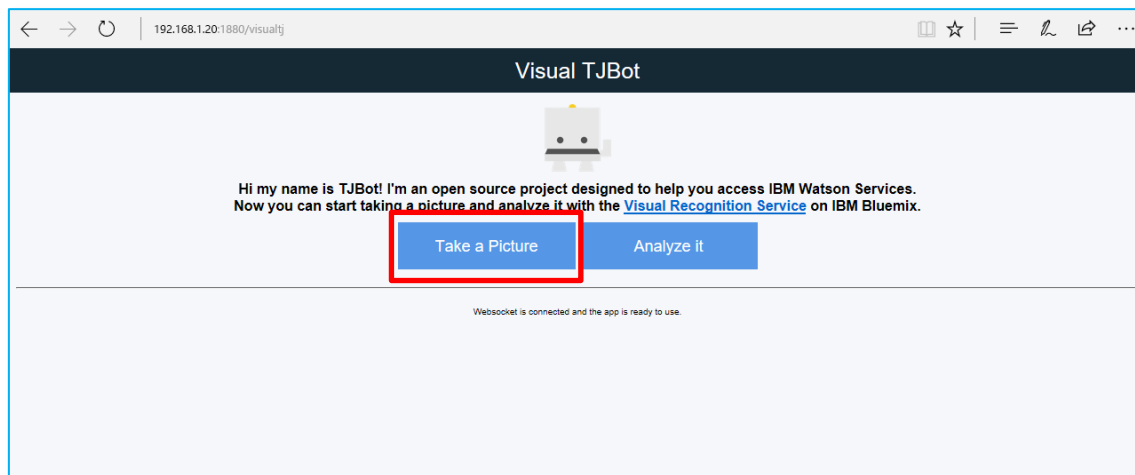 192.168.1.20:1880/visualtj
Visual TJBot
Hi my name is TJBot! I'm an open source project designed to help you access IBM Watson Services.
Now you can start taking a picture and analyze it with the Visual Recognition Service on IBM Bluemix.
Take a Picture
Analyze it
Websocket is connected and the app is ready to use.